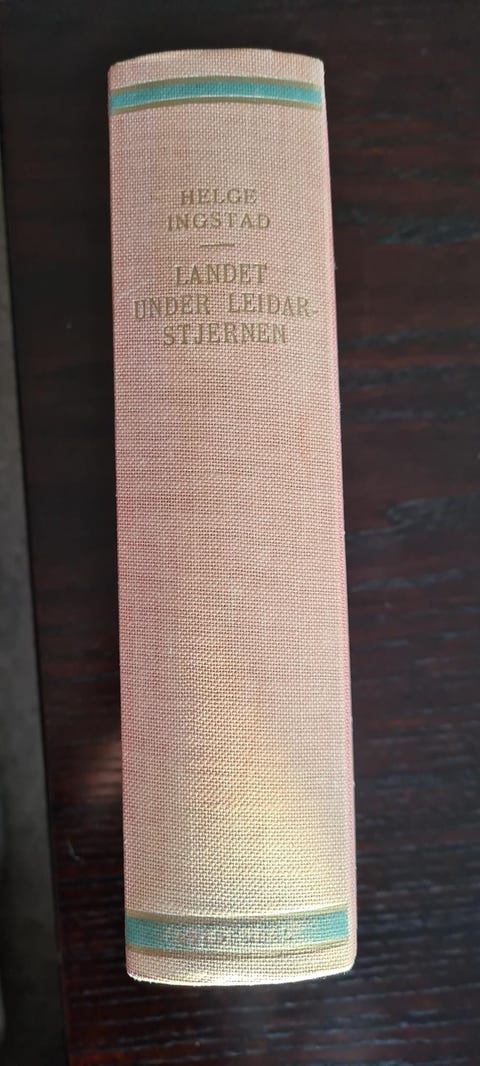 HELGE
INGSTAD
LANDET
UNDER LEIDAR-
STJERNEN